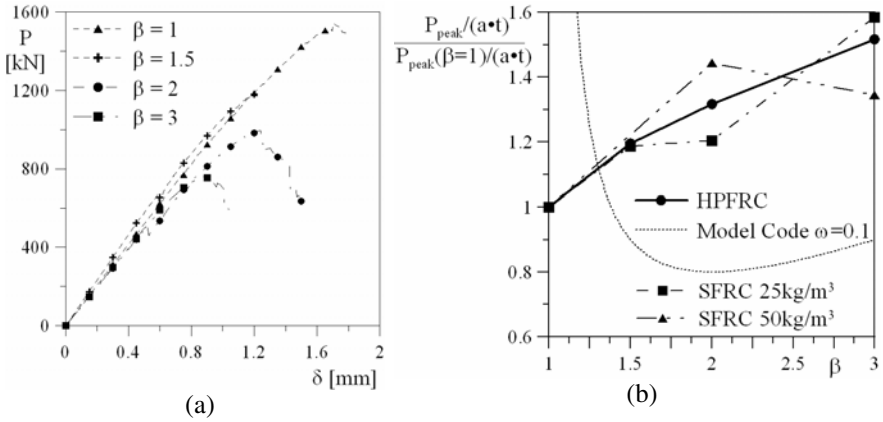 P
[kN]
1600
1200
800
400
0
β = 1
β = 1.5
β = 2
β = 3
0
0.4
0.8
1.2
1.6
2
δ [mm]
(a)
P_peak/(a•t)
P_peak(β=1)/(a•t)
1.6
1.4
1.2
1
0.8
0.6
HPFRC
Model Code ω=0.1
SFRC 25kg/m³
SFRC 50kg/m³
1
1.5
2
2.5
β
3
(b)